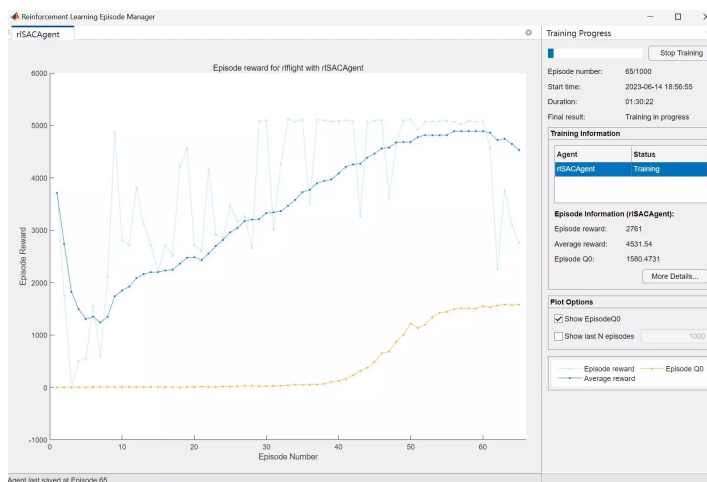 Reinforcement Learning Episode Manager
rlSACAgent
Training Progress
Stop Training
Episode number: 65/1000
Start time: 2023-06-14 18:56:55
Duration: 01:30:22
Final result: Training in progress
Training Information
Agent Status
rlSACAgent Training
Episode Information (rlSACAgent):
Episode reward: 2761
Average reward: 4531.54
Episode Q0: 1580.4731
More Details...
Plot Options
Show EpisodeQ0
Show last N episodes 1000
Episode reward Episode Q0
Average reward
Episode reward for rlflight with rlSACAgent
Episode Reward
6000
5000
4000
3000
2000
1000
0
-1000
0 10 20 30 40 50 60
Episode Number
Agent last saved at Episode 65